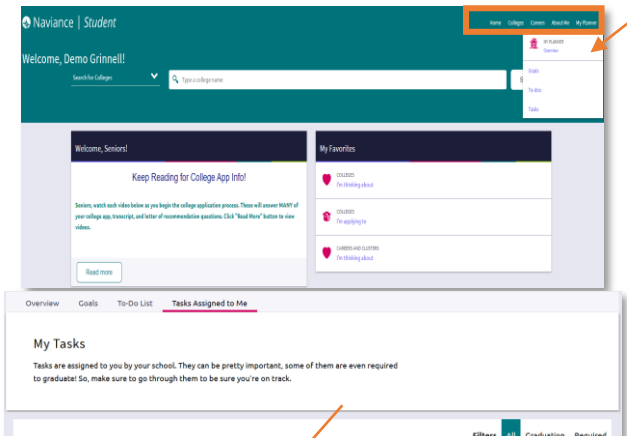 Naviance | Student
Home Colleges Careers About Me My Planner
MY PLANNER
Overview
Welcome, Demo Grinnell!
Search for Colleges
Type a college name
S
Goals
To-dos
Tasks
Welcome, Seniors!
Keep Reading for College App Info!
Seniors, watch each video below as you begin the college application process. These will answer MANY of
your college app, transcript, and letter of recommendation questions. Click "Read More" button to view
videos.
Read more
My Favorites
COLLEGES
I'm thinking about
COLLEGES
I'm applying to
CAREERS AND CLUSTERS
I'm thinking about
Overview Goals To-Do List Tasks Assigned to Me
My Tasks
Tasks are assigned to you by your school. They can be pretty important, some of them are even required
to graduate! So, make sure to go through them to be sure you're on track.
Filters All Graduation Required